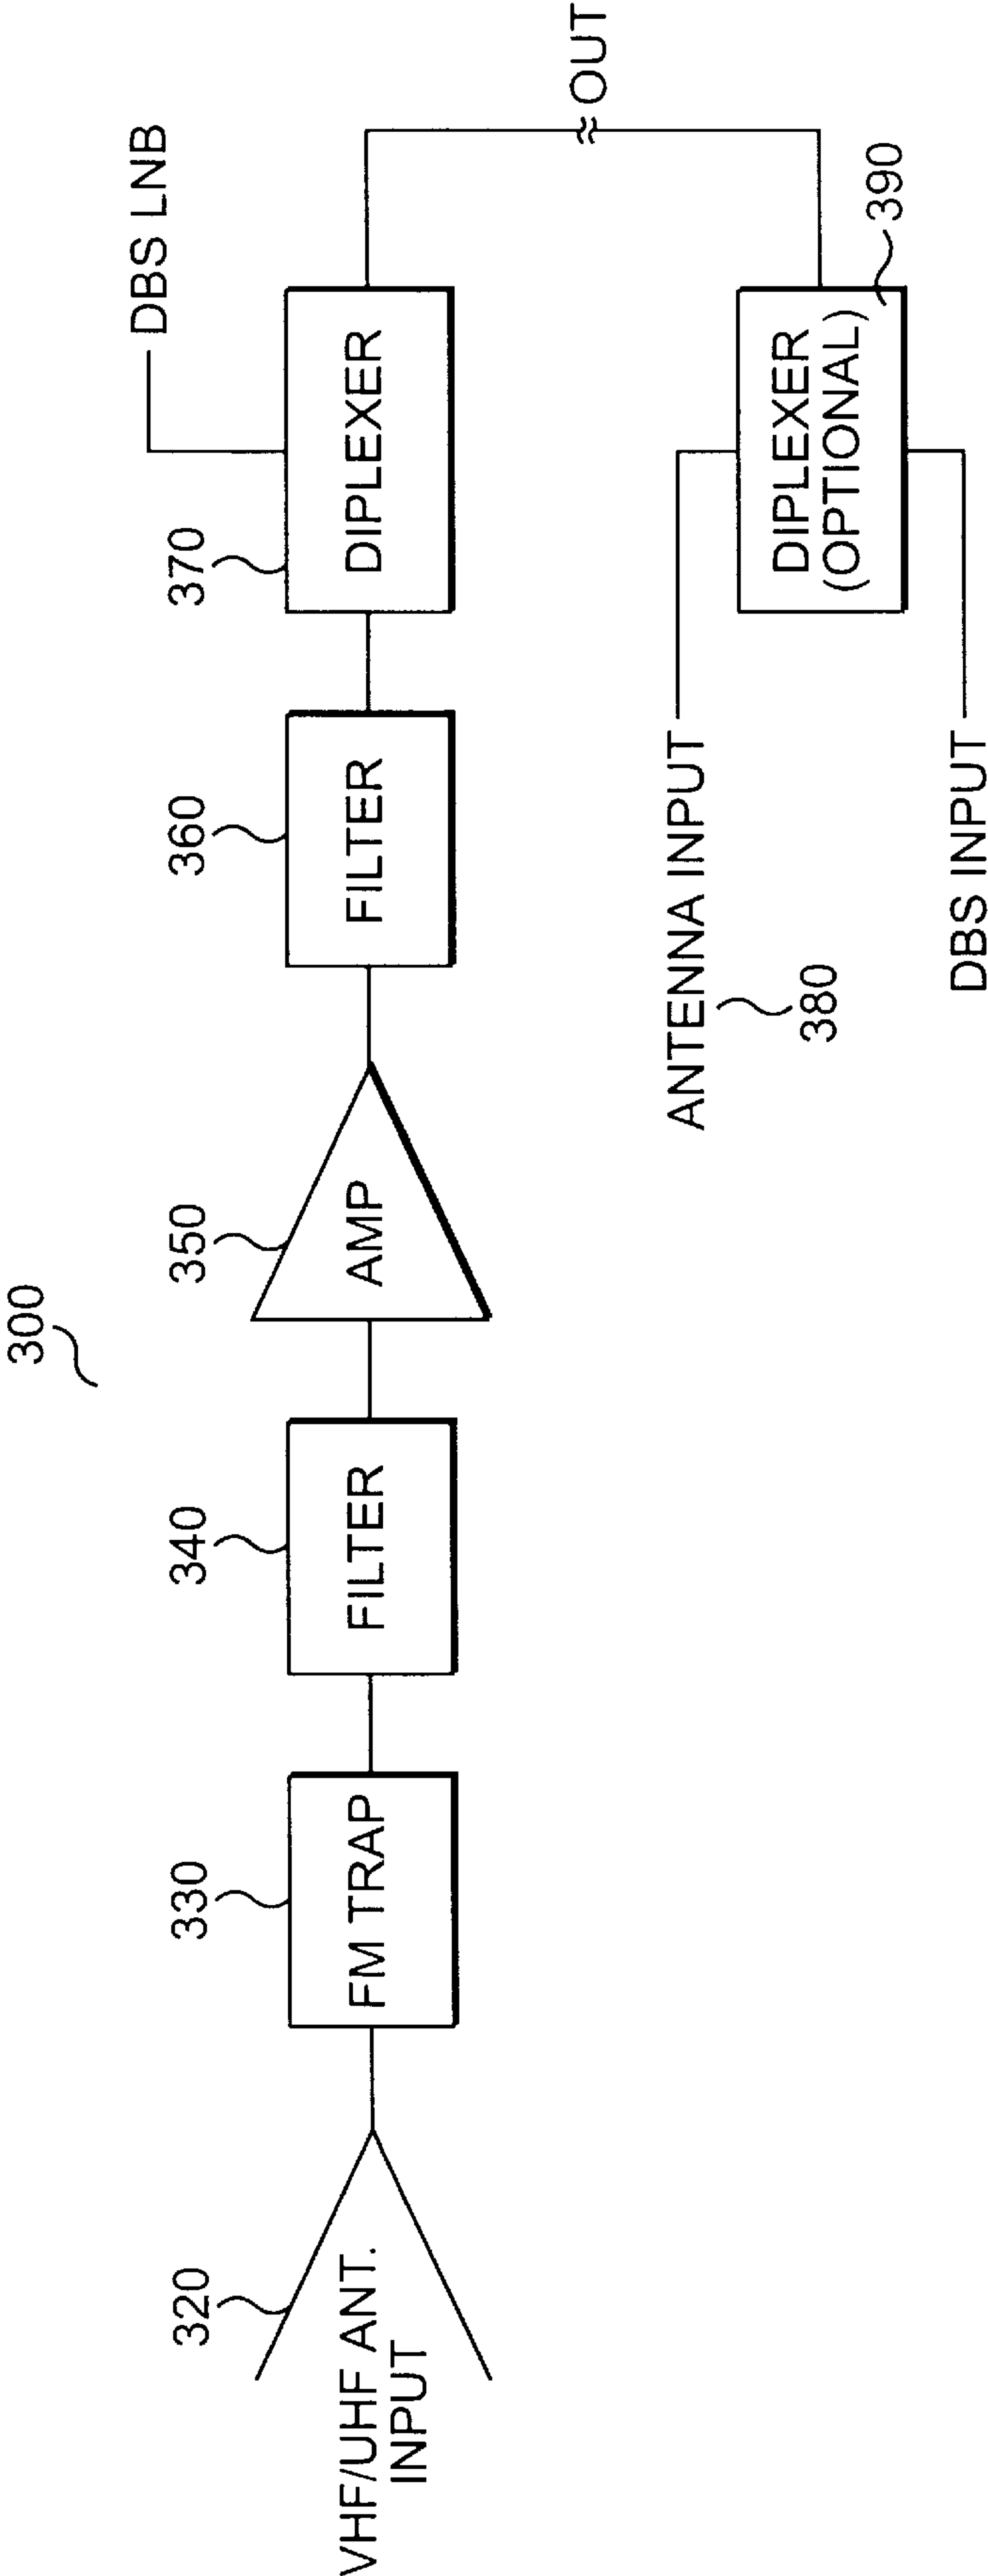 300
320
VHF/UHF ANT.
INPUT
330
FM TRAP
340
FILTER
350
AMP
360
FILTER
370
DIPLEXER
DBS LNB
OUT
ANTENNA INPUT
380
DIPLEXER
(OPTIONAL)
390
DBS INPUT